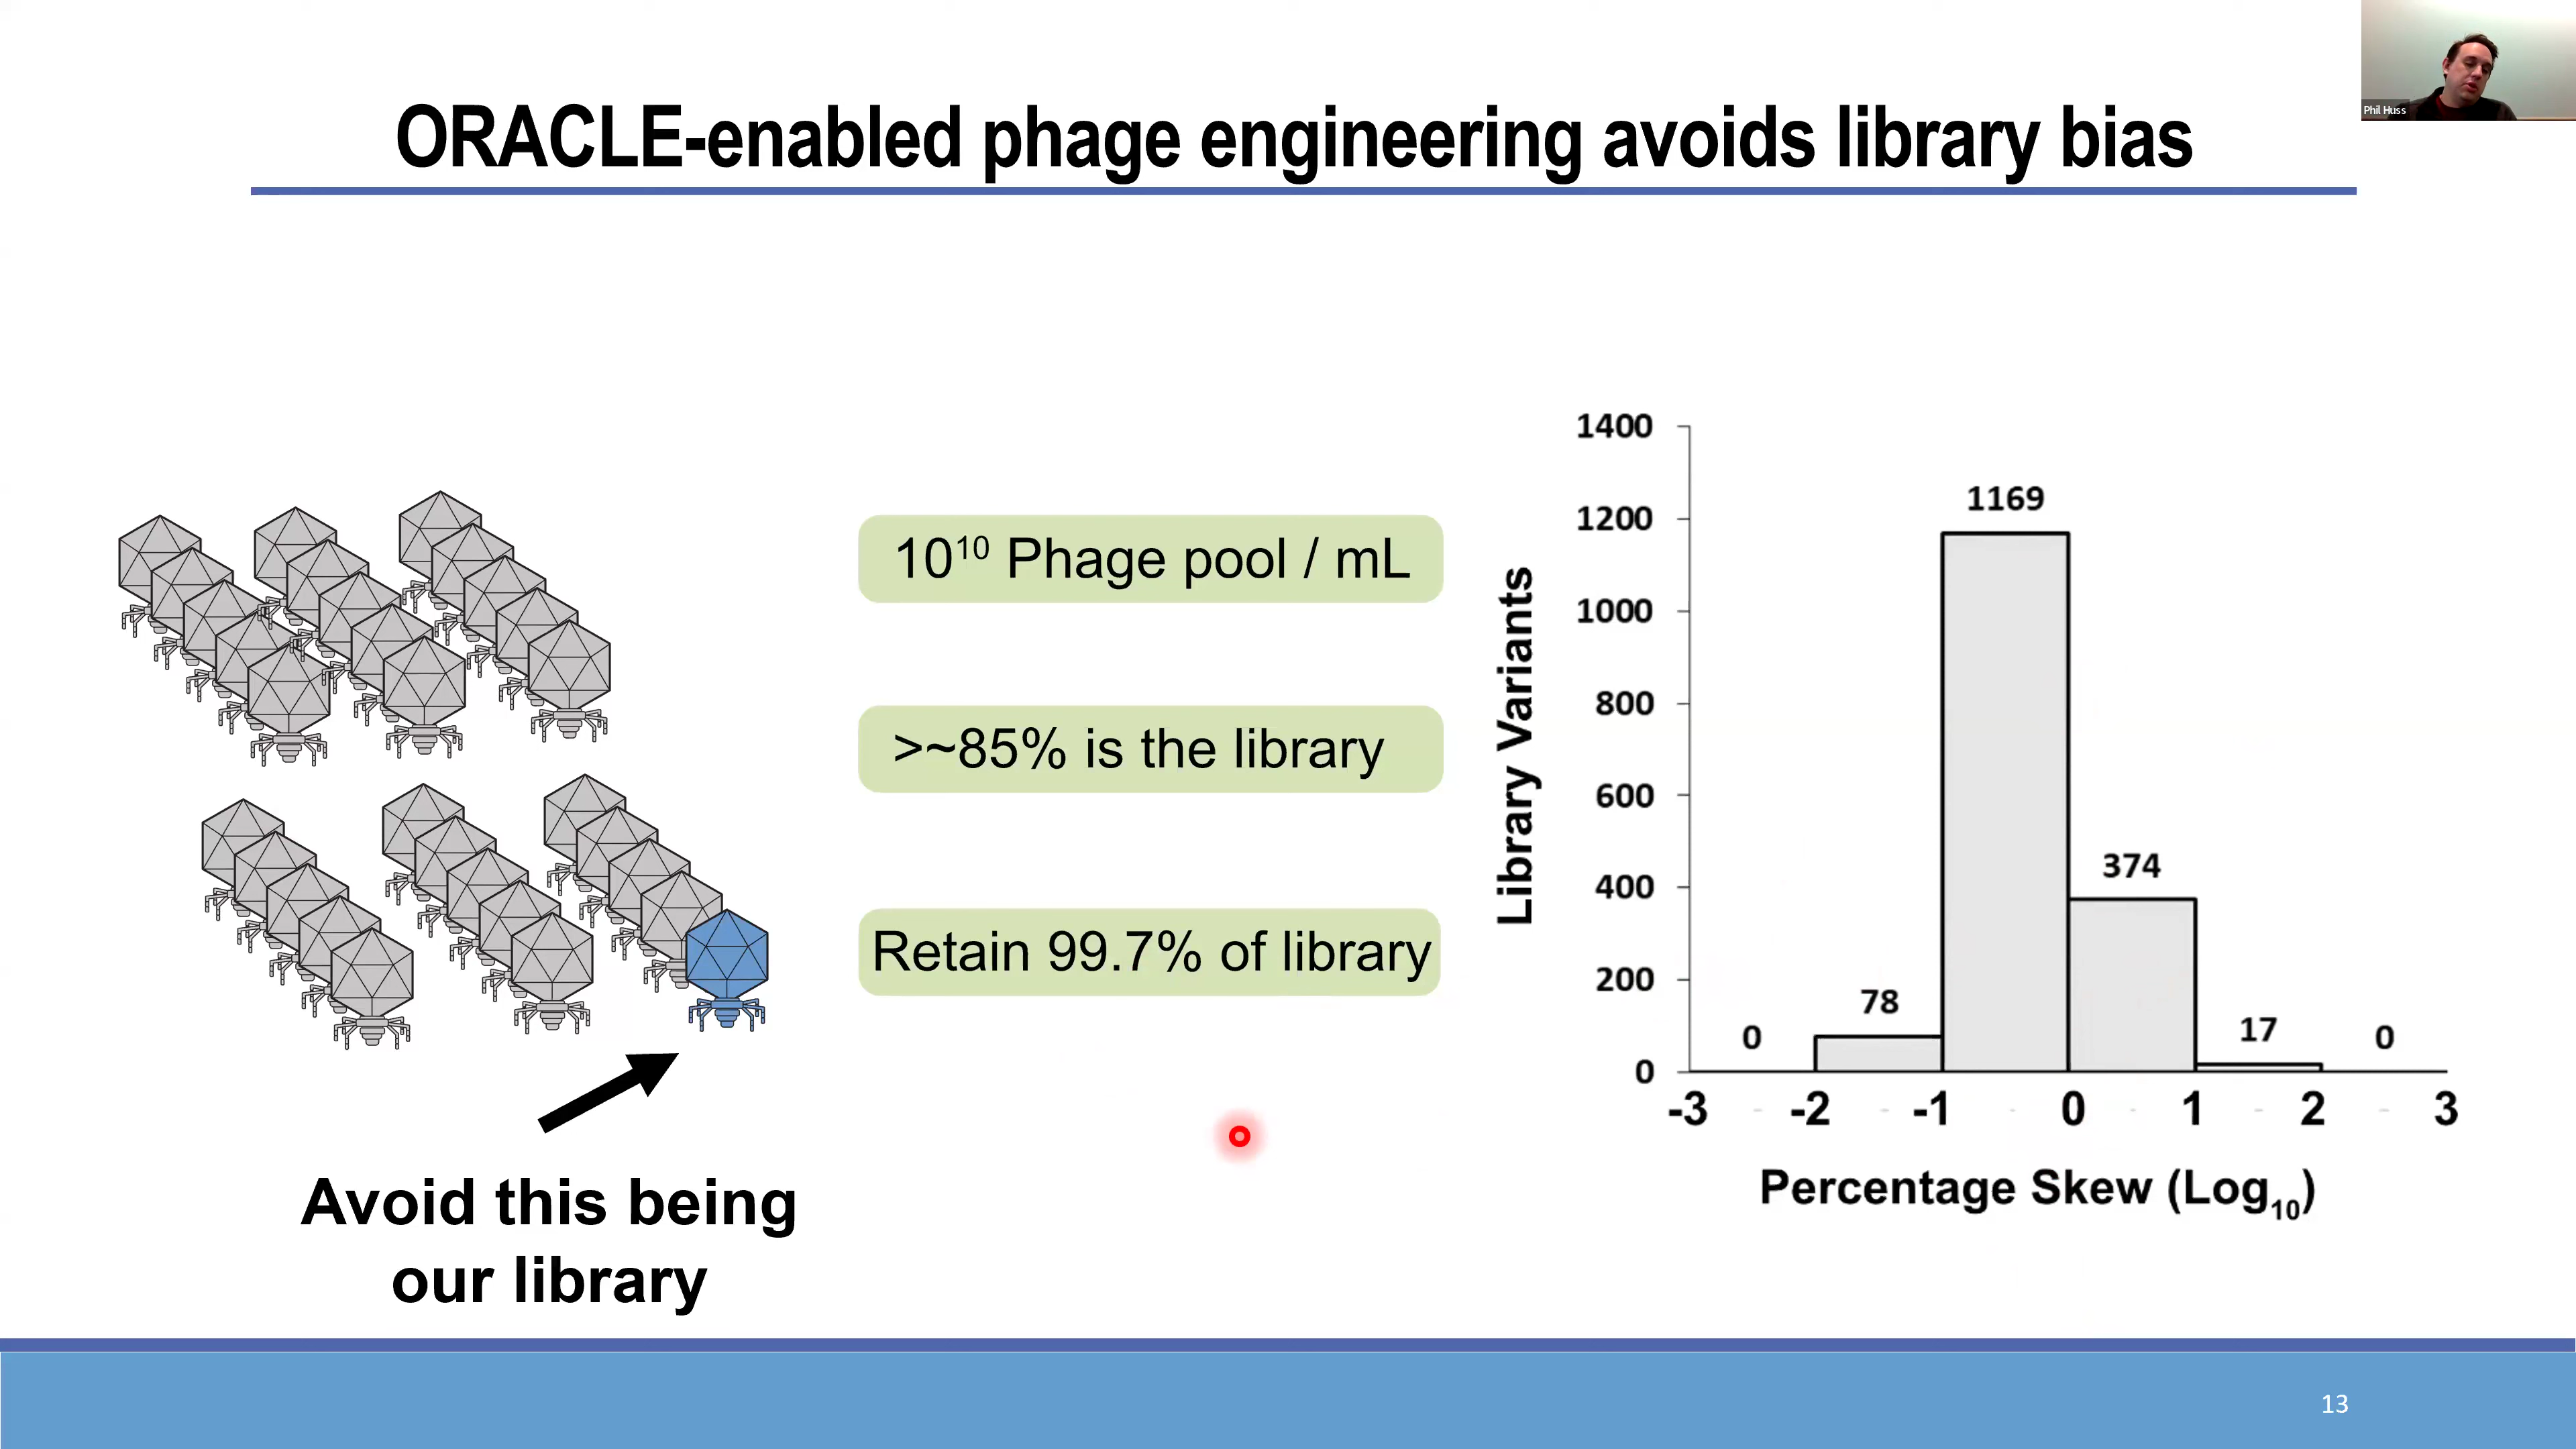 ORACLE-enabled phage engineering avoids library bias
Phil Huss
10¹⁰ Phage pool / mL
>~85% is the library
Retain 99.7% of library
Avoid this being
our library
Library Variants
1400
1200
1000
800
600
400
200
0
0
78
1169
374
17
0
-3 -2 -1 0 1 2 3
Percentage Skew (Log₁₀)
13